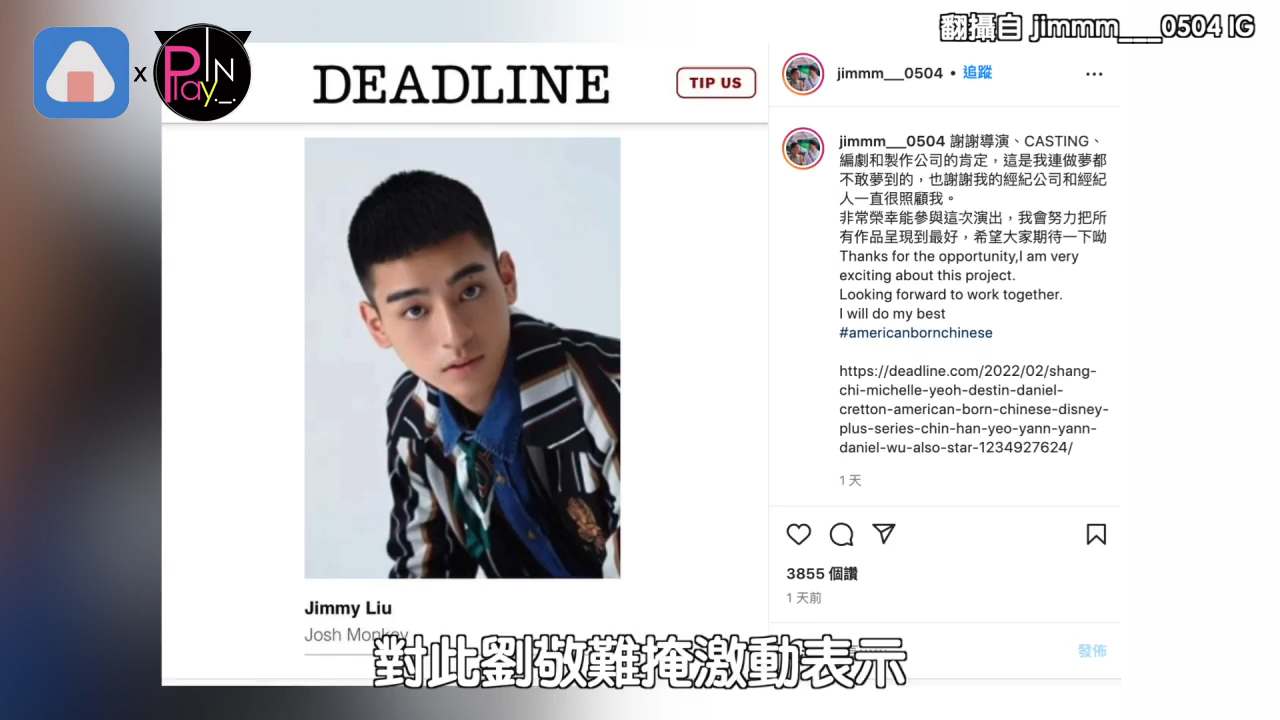 翻攝自 jimmm___0504 IG
x
PLAY IN
DEADLINE
TIP US
Jimmy Liu
Josh Monkey
jimmm___0504 • 追蹤
jimmm___0504 謝謝導演、CASTING、
編劇和製作公司的肯定，這是我連做夢都
不敢夢到的，也謝謝我的經紀公司和經紀
人一直很照顧我。
非常榮幸能參與這次演出，我會努力把所
有作品呈現到最好，希望大家期待一下呦
Thanks for the opportunity,I am very
exciting about this project.
Looking forward to work together.
I will do my best
#americanbornchinese
https://deadline.com/2022/02/shang-
chi-michelle-yeoh-destin-daniel-
cretton-american-born-chinese-disney-
plus-series-chin-han-yeo-yann-yann-
daniel-wu-also-star-1234927624/
1 天
3855 個讚
1 天前
發佈
對此劉敬難掩激動表示